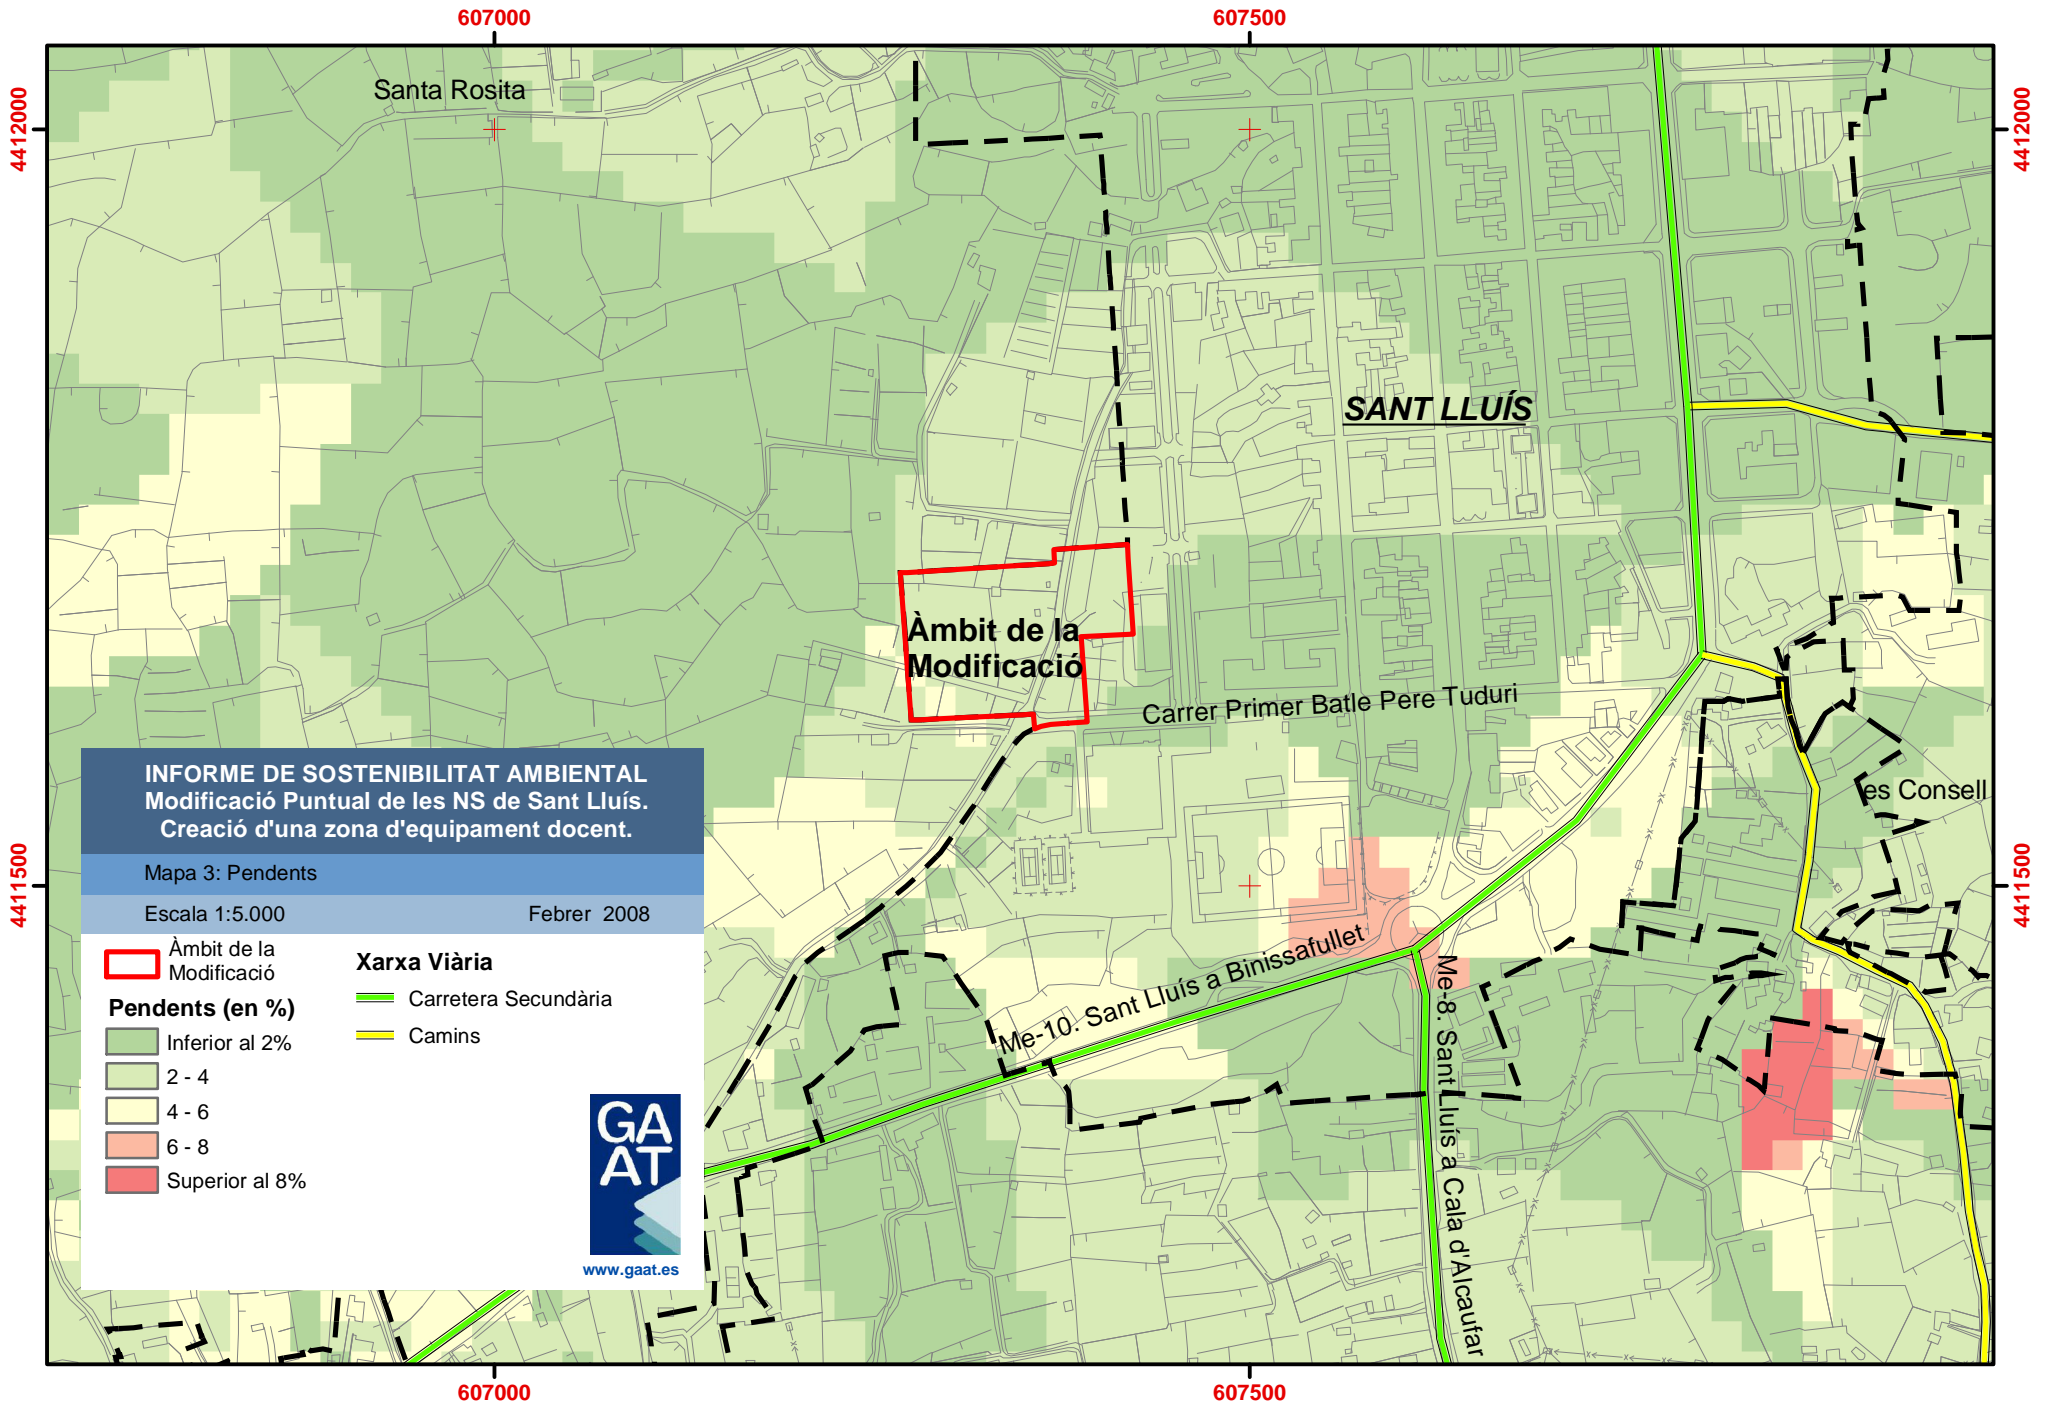 607000
607500
4412000
4412000
Santa Rosita
SANT LLUÍS
Àmbit de la
Modificació
Carrer Primer Batle Pere Tuduri
es Consell
4411500
4411500
Me-10. Sant Lluís a Binissafullet
Me-8. Sant Lluís a Cala d'Alcaufar
INFORME DE SOSTENIBILITAT AMBIENTAL
Modificació Puntual de les NS de Sant Lluís.
Creació d'una zona d'equipament docent.
Mapa 3: Pendents
Escala 1:5.000
Febrer 2008
Àmbit de la
Modificació
Pendents (en %)
Inferior al 2%
2 - 4
4 - 6
6 - 8
Superior al 8%
Xarxa Viària
Carretera Secundària
Camins
GA
AT
www.gaat.es
607000
607500